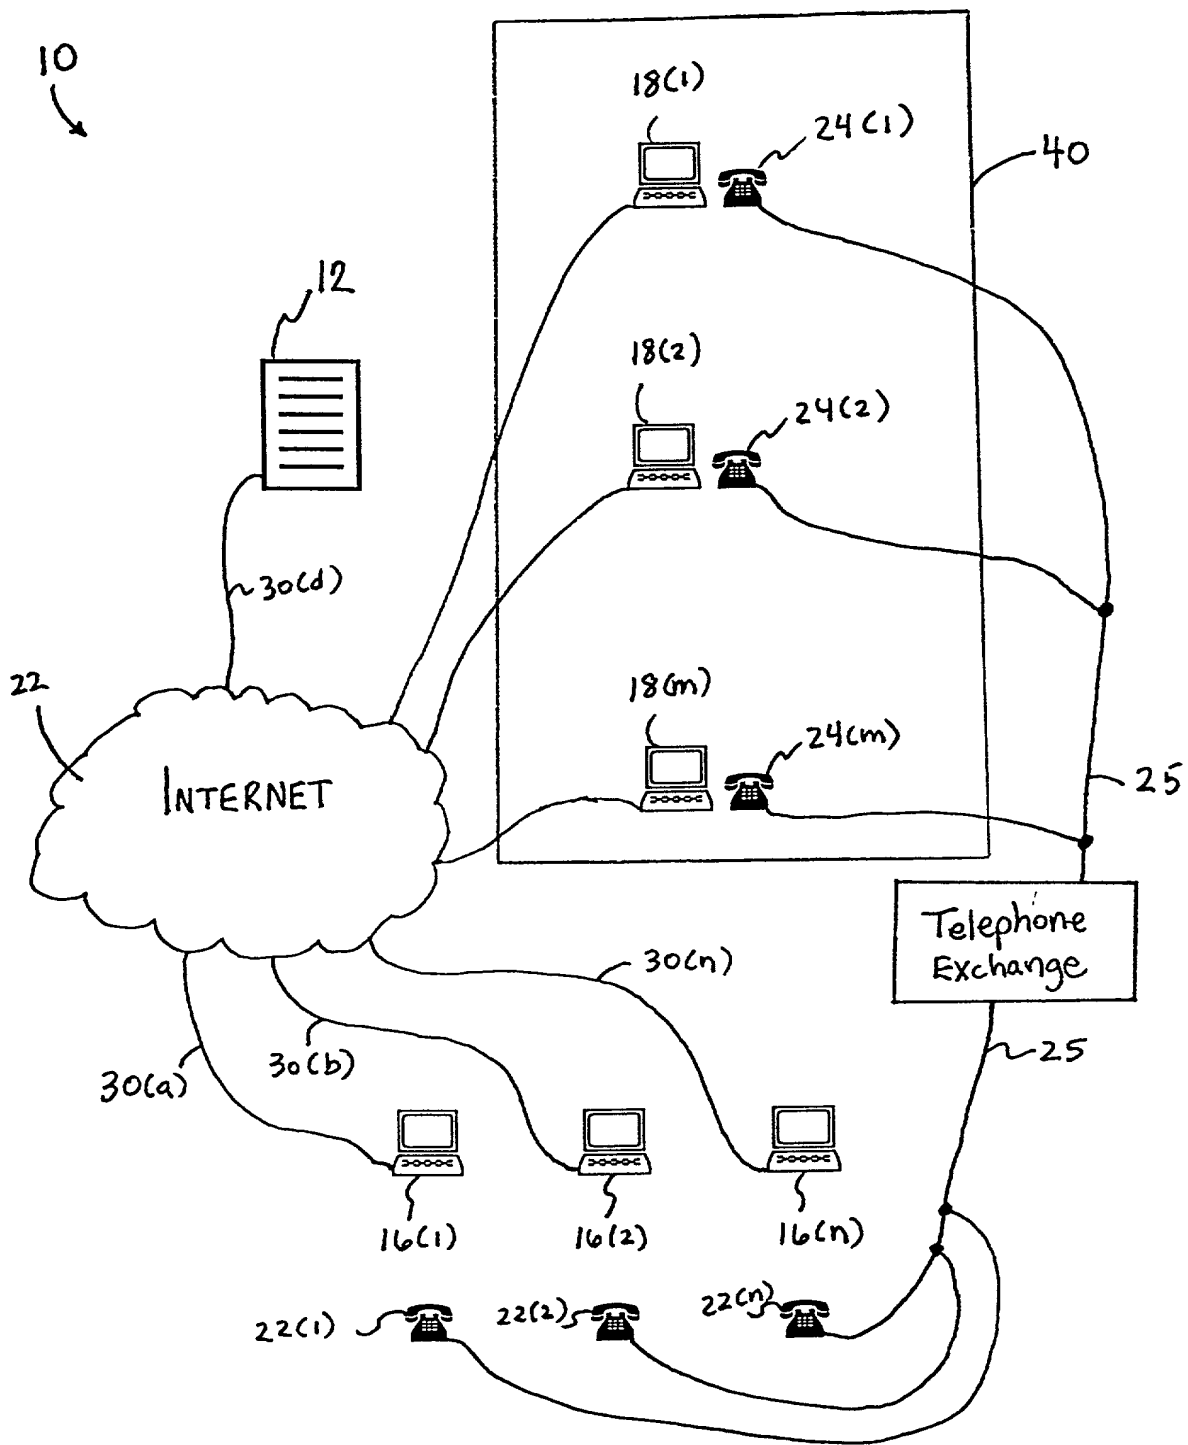 10
18(1)
24(1)
40
12
18(2)
24(2)
30(d)
22
18(m)
24(m)
INTERNET
25
Telephone
Exchange
30(n)
25
30(b)
30(a)
16(1)
16(2)
16(n)
22(1)
22(2)
22(n)